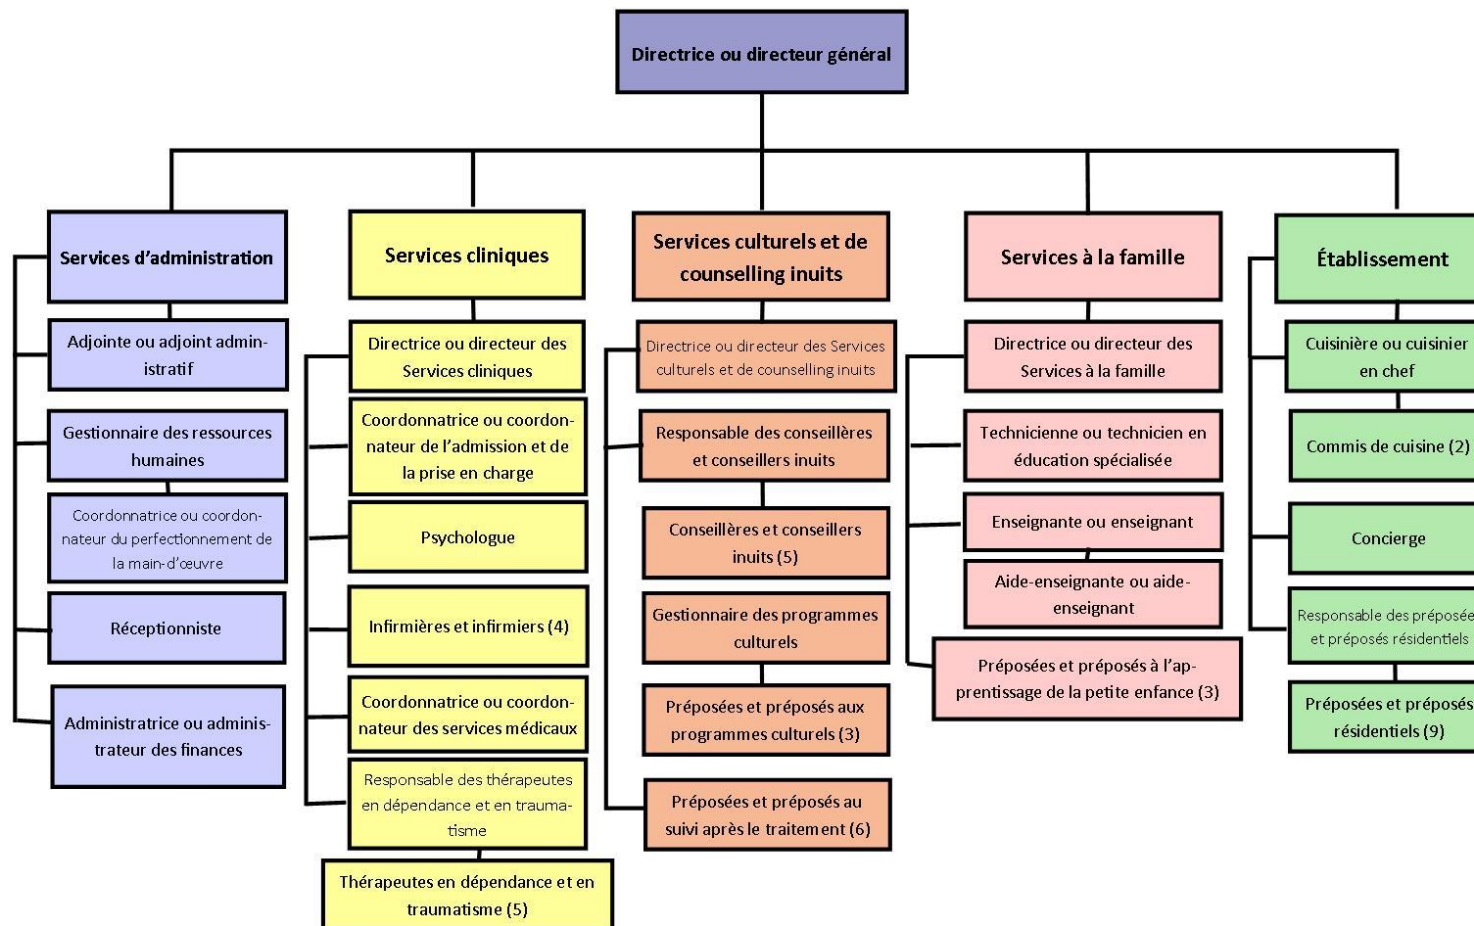 Directrice ou directeur général
Services d'administration
Adjointe ou adjoint admin-
istratif
Gestionnaire des ressources
humaines
Coordonnatrice ou coordon-
nateur du perfectionnement de
la main-d'œuvre
Réceptionniste
Administratrice ou adminis-
trateur des finances
Services cliniques
Directrice ou directeur des
Services cliniques
Coordonnatrice ou coordon-
nateur de l'admission et de
la prise en charge
Psychologue
Infirmières et infirmiers (4)
Coordonnatrice ou coordon-
nateur des services médicaux
Responsable des thérapeutes
en dépendance et en trauma-
tisme
Thérapeutes en dépendance et en
traumatisme (5)
Services culturels et de
counselling inuits
Directrice ou directeur des Services
culturels et de counselling inuits
Responsable des conseillères
et conseillers inuits
Conseillères et conseillers
inuits (5)
Gestionnaire des programmes
culturels
Préposées et préposés aux
programmes culturels (3)
Préposées et préposés au
suivi après le traitement (6)
Services à la famille
Directrice ou directeur des
Services à la famille
Technicienne ou technicien en
éducation spécialisée
Enseignante ou enseignant
Aide-enseignante ou aide-
enseignant
Préposées et préposés à l'ap-
prentissage de la petite enfance (3)
Établissement
Cuisinière ou cuisinier
en chef
Commis de cuisine (2)
Concierge
Responsable des préposée
et préposés résidentiels
Préposées et préposés
résidentiels (9)